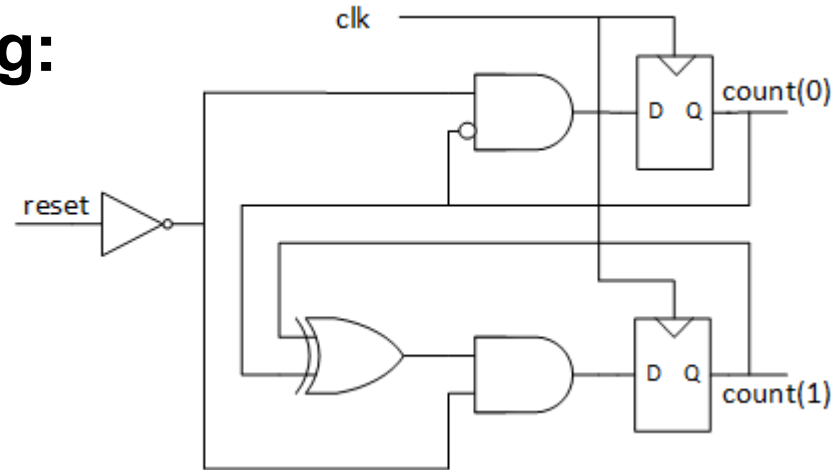 g:
clk
count(0)
D Q
reset
D Q
count(1)